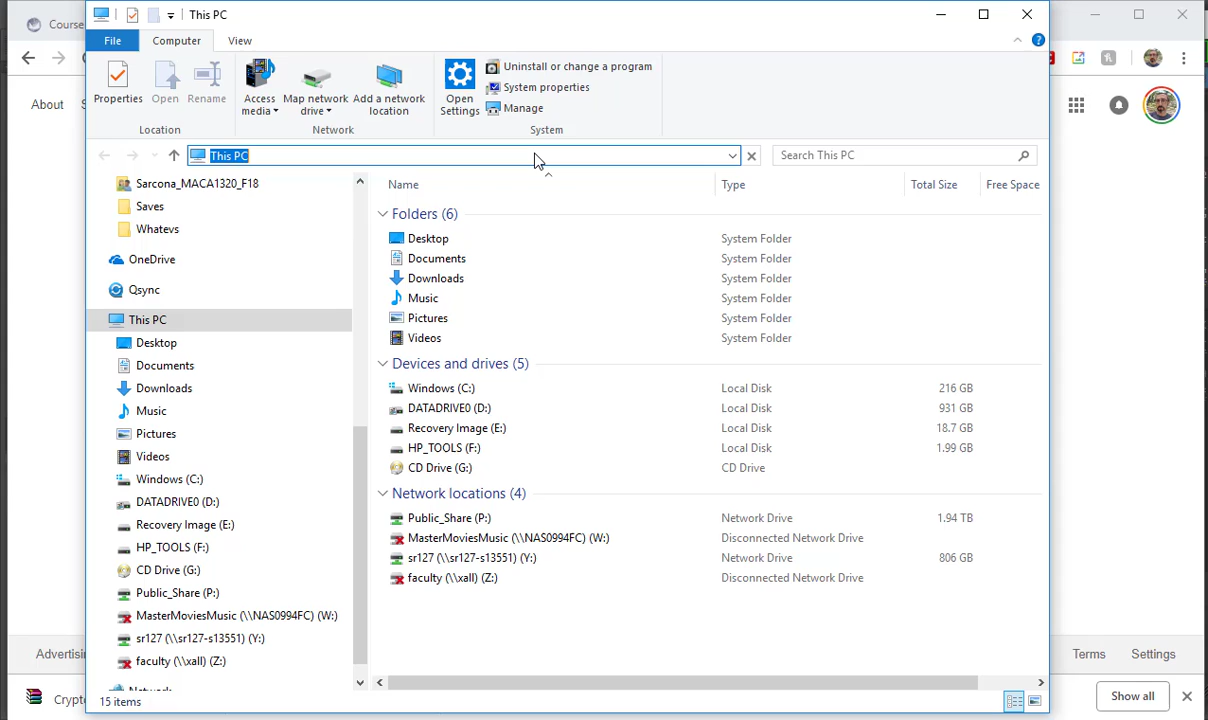 Course
This PC
File
Computer
View
Properties
Open
Rename
Access media
Map network drive
Add a network location
Open Settings
Uninstall or change a program
System properties
Manage
Location
Network
System
This PC
Search This PC
About
Name
Type
Total Size
Free Space
Sarcona_MACA1320_F18
Saves
Whatevs
OneDrive
Qsync
This PC
Desktop
Documents
Downloads
Music
Pictures
Videos
Windows (C:)
DATADRIVE0 (D:)
Recovery Image (E:)
HP_TOOLS (F:)
CD Drive (G:)
Public_Share (P:)
MasterMoviesMusic (\\NAS0994FC) (W:)
sr127 (\\sr127-s13551) (Y:)
faculty (\\xall) (Z:)
Network
Folders (6)
Desktop System Folder
Documents System Folder
Downloads System Folder
Music System Folder
Pictures System Folder
Videos System Folder
Devices and drives (5)
Windows (C:) Local Disk 216 GB
DATADRIVE0 (D:) Local Disk 931 GB
Recovery Image (E:) Local Disk 18.7 GB
HP_TOOLS (F:) Local Disk 1.99 GB
CD Drive (G:) CD Drive
Network locations (4)
Public_Share (P:) Network Drive 1.94 TB
MasterMoviesMusic (\\NAS0994FC) (W:) Disconnected Network Drive
sr127 (\\sr127-s13551) (Y:) Network Drive 806 GB
faculty (\\xall) (Z:) Disconnected Network Drive
15 items
Advertisi
Terms
Settings
Crypt
Show all